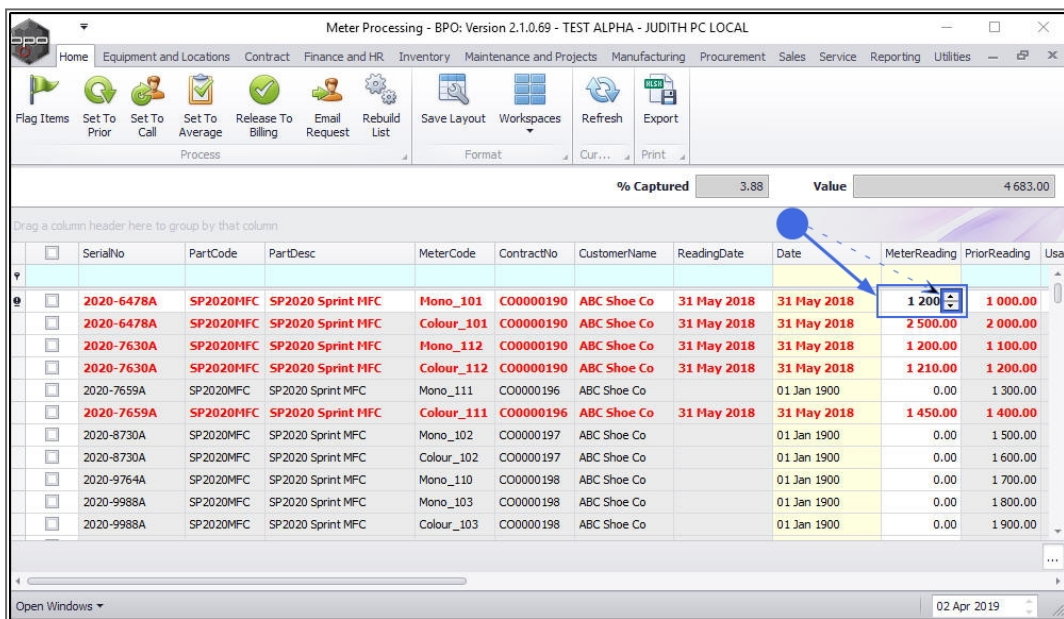 Meter Processing - BPO: Version 2.1.0.69 - TEST ALPHA - JUDITH PC LOCAL
bpo
Home Equipment and Locations Contract Finance and HR Inventory Maintenance and Projects Manufacturing Procurement Sales Service Reporting Utilities
Flag Items Set To Prior Set To Call Set To Average Release To Billing Email Request Rebuild List Save Layout Workspaces Refresh Export
XLSX
Process Format Cur... Print
% Captured 3.88 Value 4 683.00
Drag a column header here to group by that column
SerialNo PartCode PartDesc MeterCode ContractNo CustomerName ReadingDate Date MeterReading PriorReading Usa
2020-6478A SP2020MFC SP2020 Sprint MFC Mono_101 CO0000190 ABC Shoe Co 31 May 2018 31 May 2018 1 200 1 000.00
2020-6478A SP2020MFC SP2020 Sprint MFC Colour_101 CO0000190 ABC Shoe Co 31 May 2018 31 May 2018 2 500.00 2 000.00
2020-7630A SP2020MFC SP2020 Sprint MFC Mono_112 CO0000190 ABC Shoe Co 31 May 2018 31 May 2018 1 200.00 1 100.00
2020-7630A SP2020MFC SP2020 Sprint MFC Colour_112 CO0000190 ABC Shoe Co 31 May 2018 31 May 2018 1 210.00 1 200.00
2020-7659A SP2020MFC SP2020 Sprint MFC Mono_111 CO0000196 ABC Shoe Co 01 Jan 1900 0.00 1 300.00
2020-7659A SP2020MFC SP2020 Sprint MFC Colour_111 CO0000196 ABC Shoe Co 31 May 2018 31 May 2018 1 450.00 1 400.00
2020-8730A SP2020MFC SP2020 Sprint MFC Mono_102 CO0000197 ABC Shoe Co 01 Jan 1900 0.00 1 500.00
2020-8730A SP2020MFC SP2020 Sprint MFC Colour_102 CO0000197 ABC Shoe Co 01 Jan 1900 0.00 1 600.00
2020-9764A SP2020MFC SP2020 Sprint MFC Mono_110 CO0000198 ABC Shoe Co 01 Jan 1900 0.00 1 700.00
2020-9988A SP2020MFC SP2020 Sprint MFC Mono_103 CO0000198 ABC Shoe Co 01 Jan 1900 0.00 1 800.00
2020-9988A SP2020MFC SP2020 Sprint MFC Colour_103 CO0000198 ABC Shoe Co 01 Jan 1900 0.00 1 900.00
...
Open Windows 02 Apr 2019